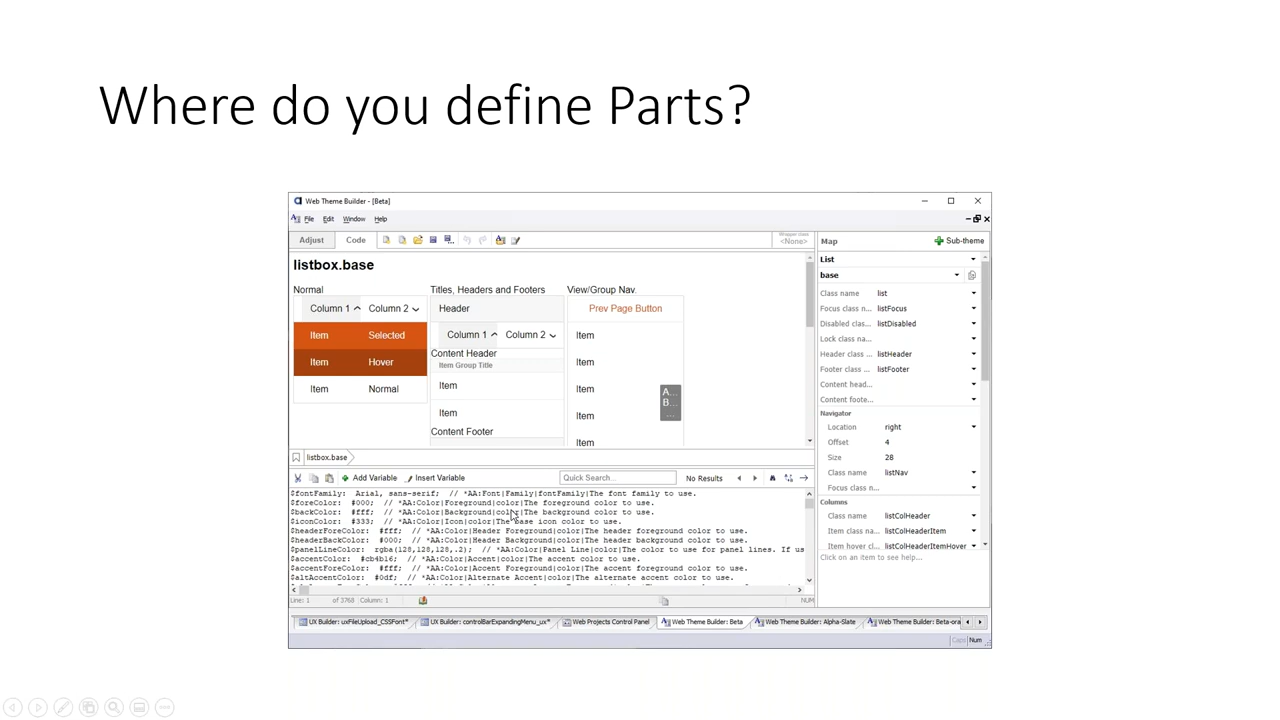 Where do you define Parts?
Web Theme Builder - [Beta]
File Edit Window Help
Adjust Code
Wrapper class
<None>
Map
Sub-theme
listbox.base
Normal
Column 1 Column 2
Item Selected
Item Hover
Item Normal
Titles, Headers and Footers
Header
Column 1 Column 2
Content Header
Item Group Title
Item
Item
Content Footer
View/Group Nav.
Prev Page Button
Item
Item
Item
Item
Item
A...
B...
...
List
base
Class name list
Focus class n... listFocus
Disabled clas... listDisabled
Lock class na...
Header class ... listHeader
Footer class ... listFooter
Content head...
Content foote...
Navigator
Location right
Offset 4
Size 28
Class name listNav
Focus class n...
Columns
Class name listColHeader
Item class na... listColHeaderItem
Item hover cl... listColHeaderItemHover
Click on an item to see help...
listbox.base
Add Variable Insert Variable Quick Search... No Results
$fontFamily: Arial, sans-serif; // *AA:Font|Family|fontFamily|The font family to use.
$foreColor: #000; // *AA:Color|Foreground|color|The foreground color to use.
$backColor: #fff; // *AA:Color|Background|color|The background color to use.
$iconColor: #333; // *AA:Color|Icon|color|The base icon color to use.
$headerForeColor: #fff; // *AA:Color|Header Foreground|color|The header foreground color to use.
$headerBackColor: #000; // *AA:Color|Header Background|color|The header background color to use.
$panelLineColor: rgba(128,128,128,.2); // *AA:Color|Panel Line|color|The color to use for panel lines. If us
$accentColor: #cb4b16; // *AA:Color|Accent|color|The accent color to use.
$accentForeColor: #fff; // *AA:Color|Accent Foreground|color|The accent foreground color to use.
$altAccentColor: #0df; // *AA:Color|Alternate Accent|color|The alternate accent color to use.
Line: 1 of 3768 Column: 1 NUM
UX Builder: uxFileUpload_CSSFont* UX Builder: controlBarExpandingMenu_ux* Web Projects Control Panel Web Theme Builder: Beta Web Theme Builder: Alpha-Slate Web Theme Builder: Beta-ora
Caps Num